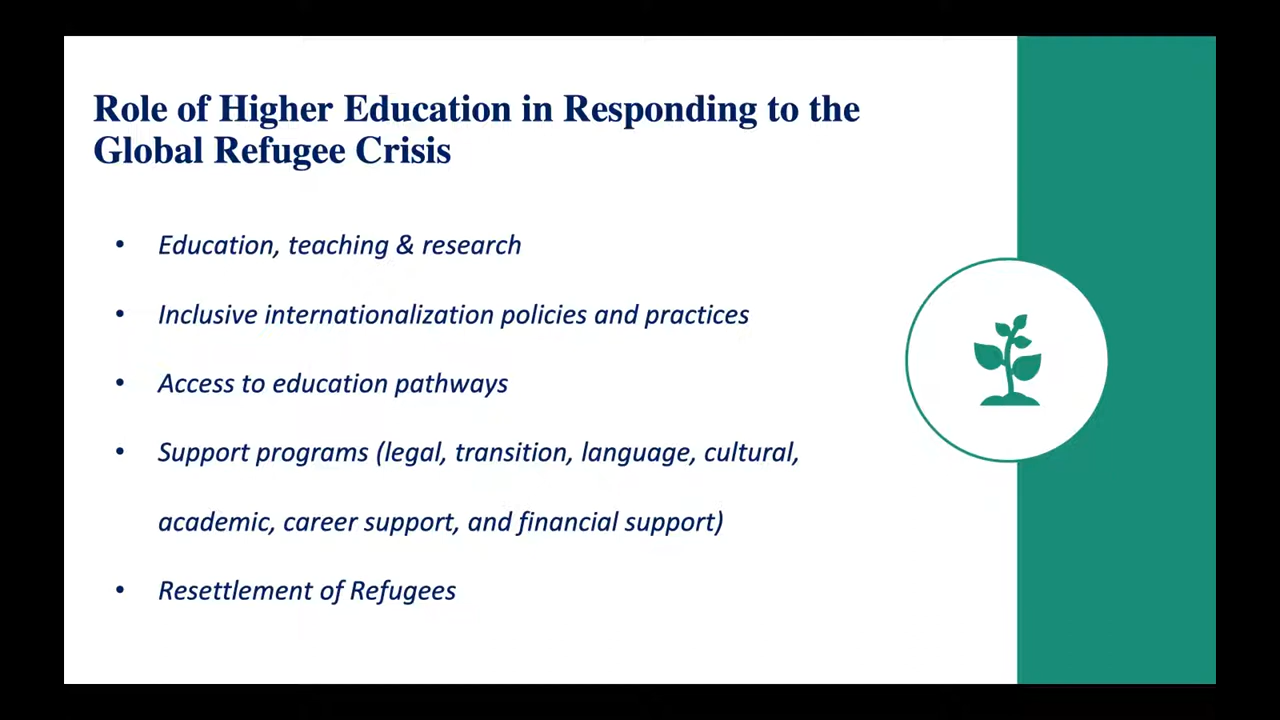 Role of Higher Education in Responding to the
Global Refugee Crisis
• Education, teaching & research
• Inclusive internationalization policies and practices
• Access to education pathways
• Support programs (legal, transition, language, cultural,
academic, career support, and financial support)
• Resettlement of Refugees